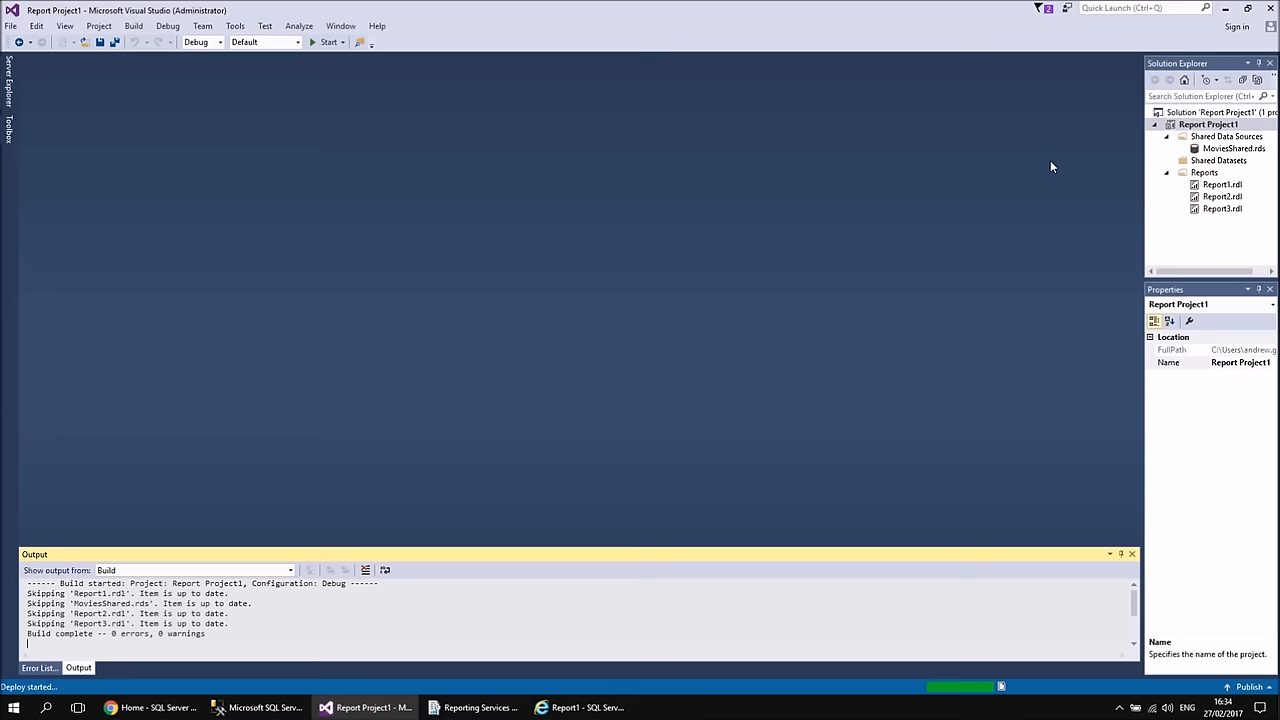 Report Project1 - Microsoft Visual Studio (Administrator)
2
Quick Launch (Ctrl+Q)
File Edit View Project Build Debug Team Tools Test Analyze Window Help
Sign in
Debug Default Start
Server Explorer
Toolbox
Solution Explorer
Search Solution Explorer (Ctrl+
Solution 'Report Project1' (1 pro
Report Project1
Shared Data Sources
MoviesShared.rds
Shared Datasets
Reports
Report1.rdl
Report2.rdl
Report3.rdl
Properties
Report Project1
Location
FullPath C:\Users\andrew.g
Name Report Project1
Name
Specifies the name of the project.
Output
Show output from: Build
------ Build started: Project: Report Project1, Configuration: Debug ------
Skipping 'Report1.rdl'. Item is up to date.
Skipping 'MoviesShared.rds'. Item is up to date.
Skipping 'Report2.rdl'. Item is up to date.
Skipping 'Report3.rdl'. Item is up to date.
Build complete -- 0 errors, 0 warnings
Error List... Output
Deploy started...
Publish
Home - SQL Server ... Microsoft SQL Serv... Report Project1 - M... Reporting Services ... Report1 - SQL Serv...
ENG
16:34
27/02/2017